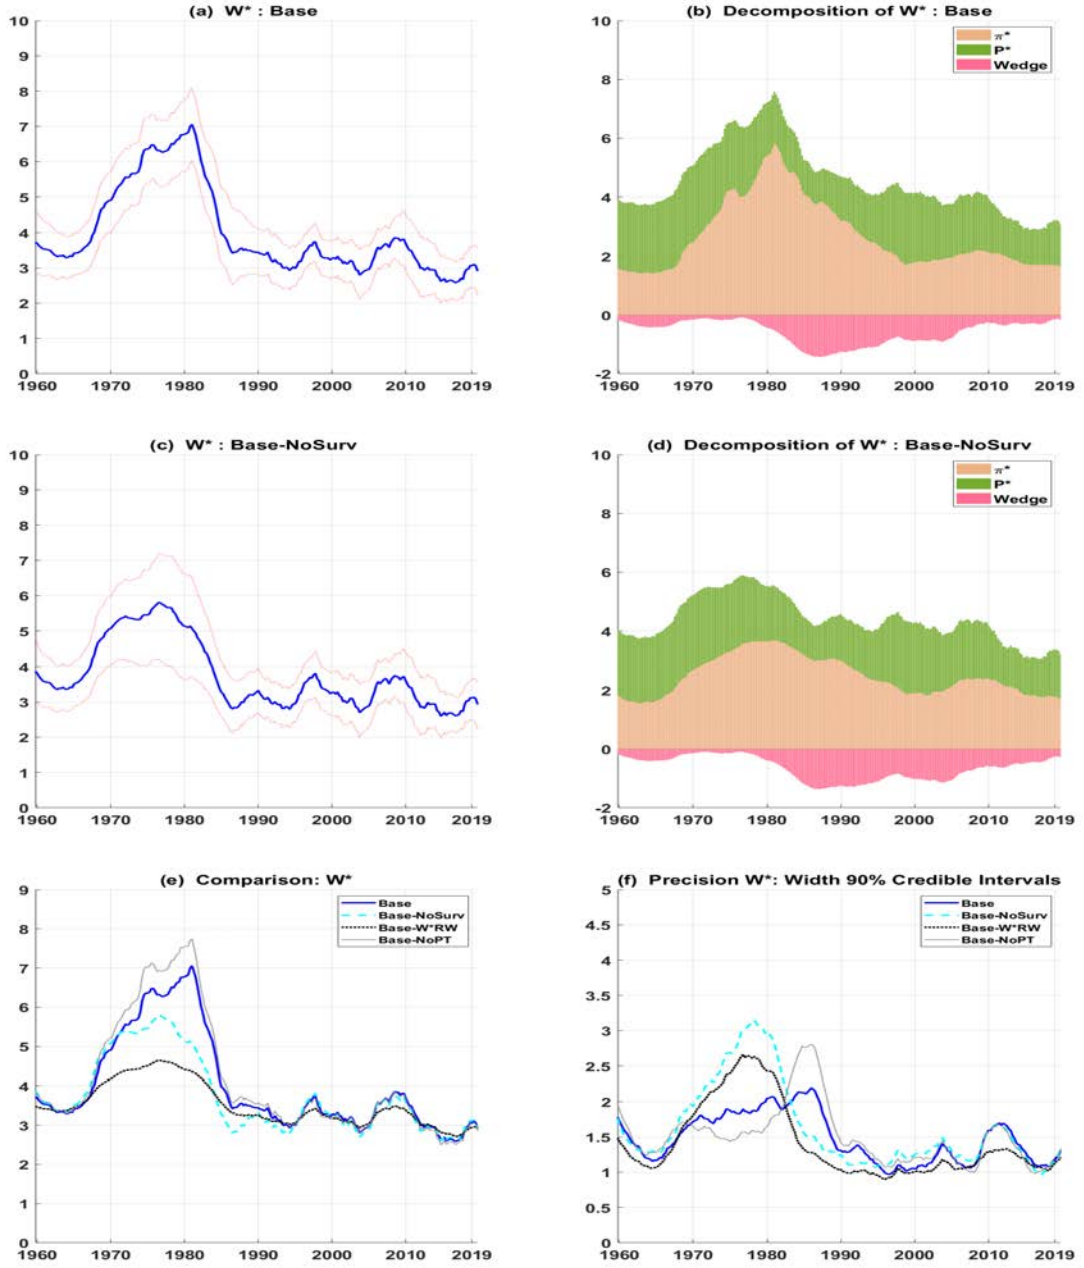 (a) W* : Base
10
9
8
7
6
5
4
3
2
1
0
1960 1970 1980 1990 2000 2010 2019
(b) Decomposition of W* : Base
10
8
6
4
2
0
-2
π*
P*
Wedge
1960 1970 1980 1990 2000 2010 2019
(c) W* : Base-NoSurv
10
9
8
7
6
5
4
3
2
1
0
1960 1970 1980 1990 2000 2010 2019
(d) Decomposition of W* : Base-NoSurv
10
8
6
4
2
0
-2
π*
P*
Wedge
1960 1970 1980 1990 2000 2010 2019
(e) Comparison: W*
9
8
7
6
5
4
3
2
1
0
Base
Base-NoSurv
Base-W*RW
Base-NoPT
1960 1970 1980 1990 2000 2010 2019
(f) Precision W*: Width 90% Credible Intervals
5
4.5
4
3.5
3
2.5
2
1.5
1
0.5
0
Base
Base-NoSurv
Base-W*RW
Base-NoPT
1960 1970 1980 1990 2000 2010 2019